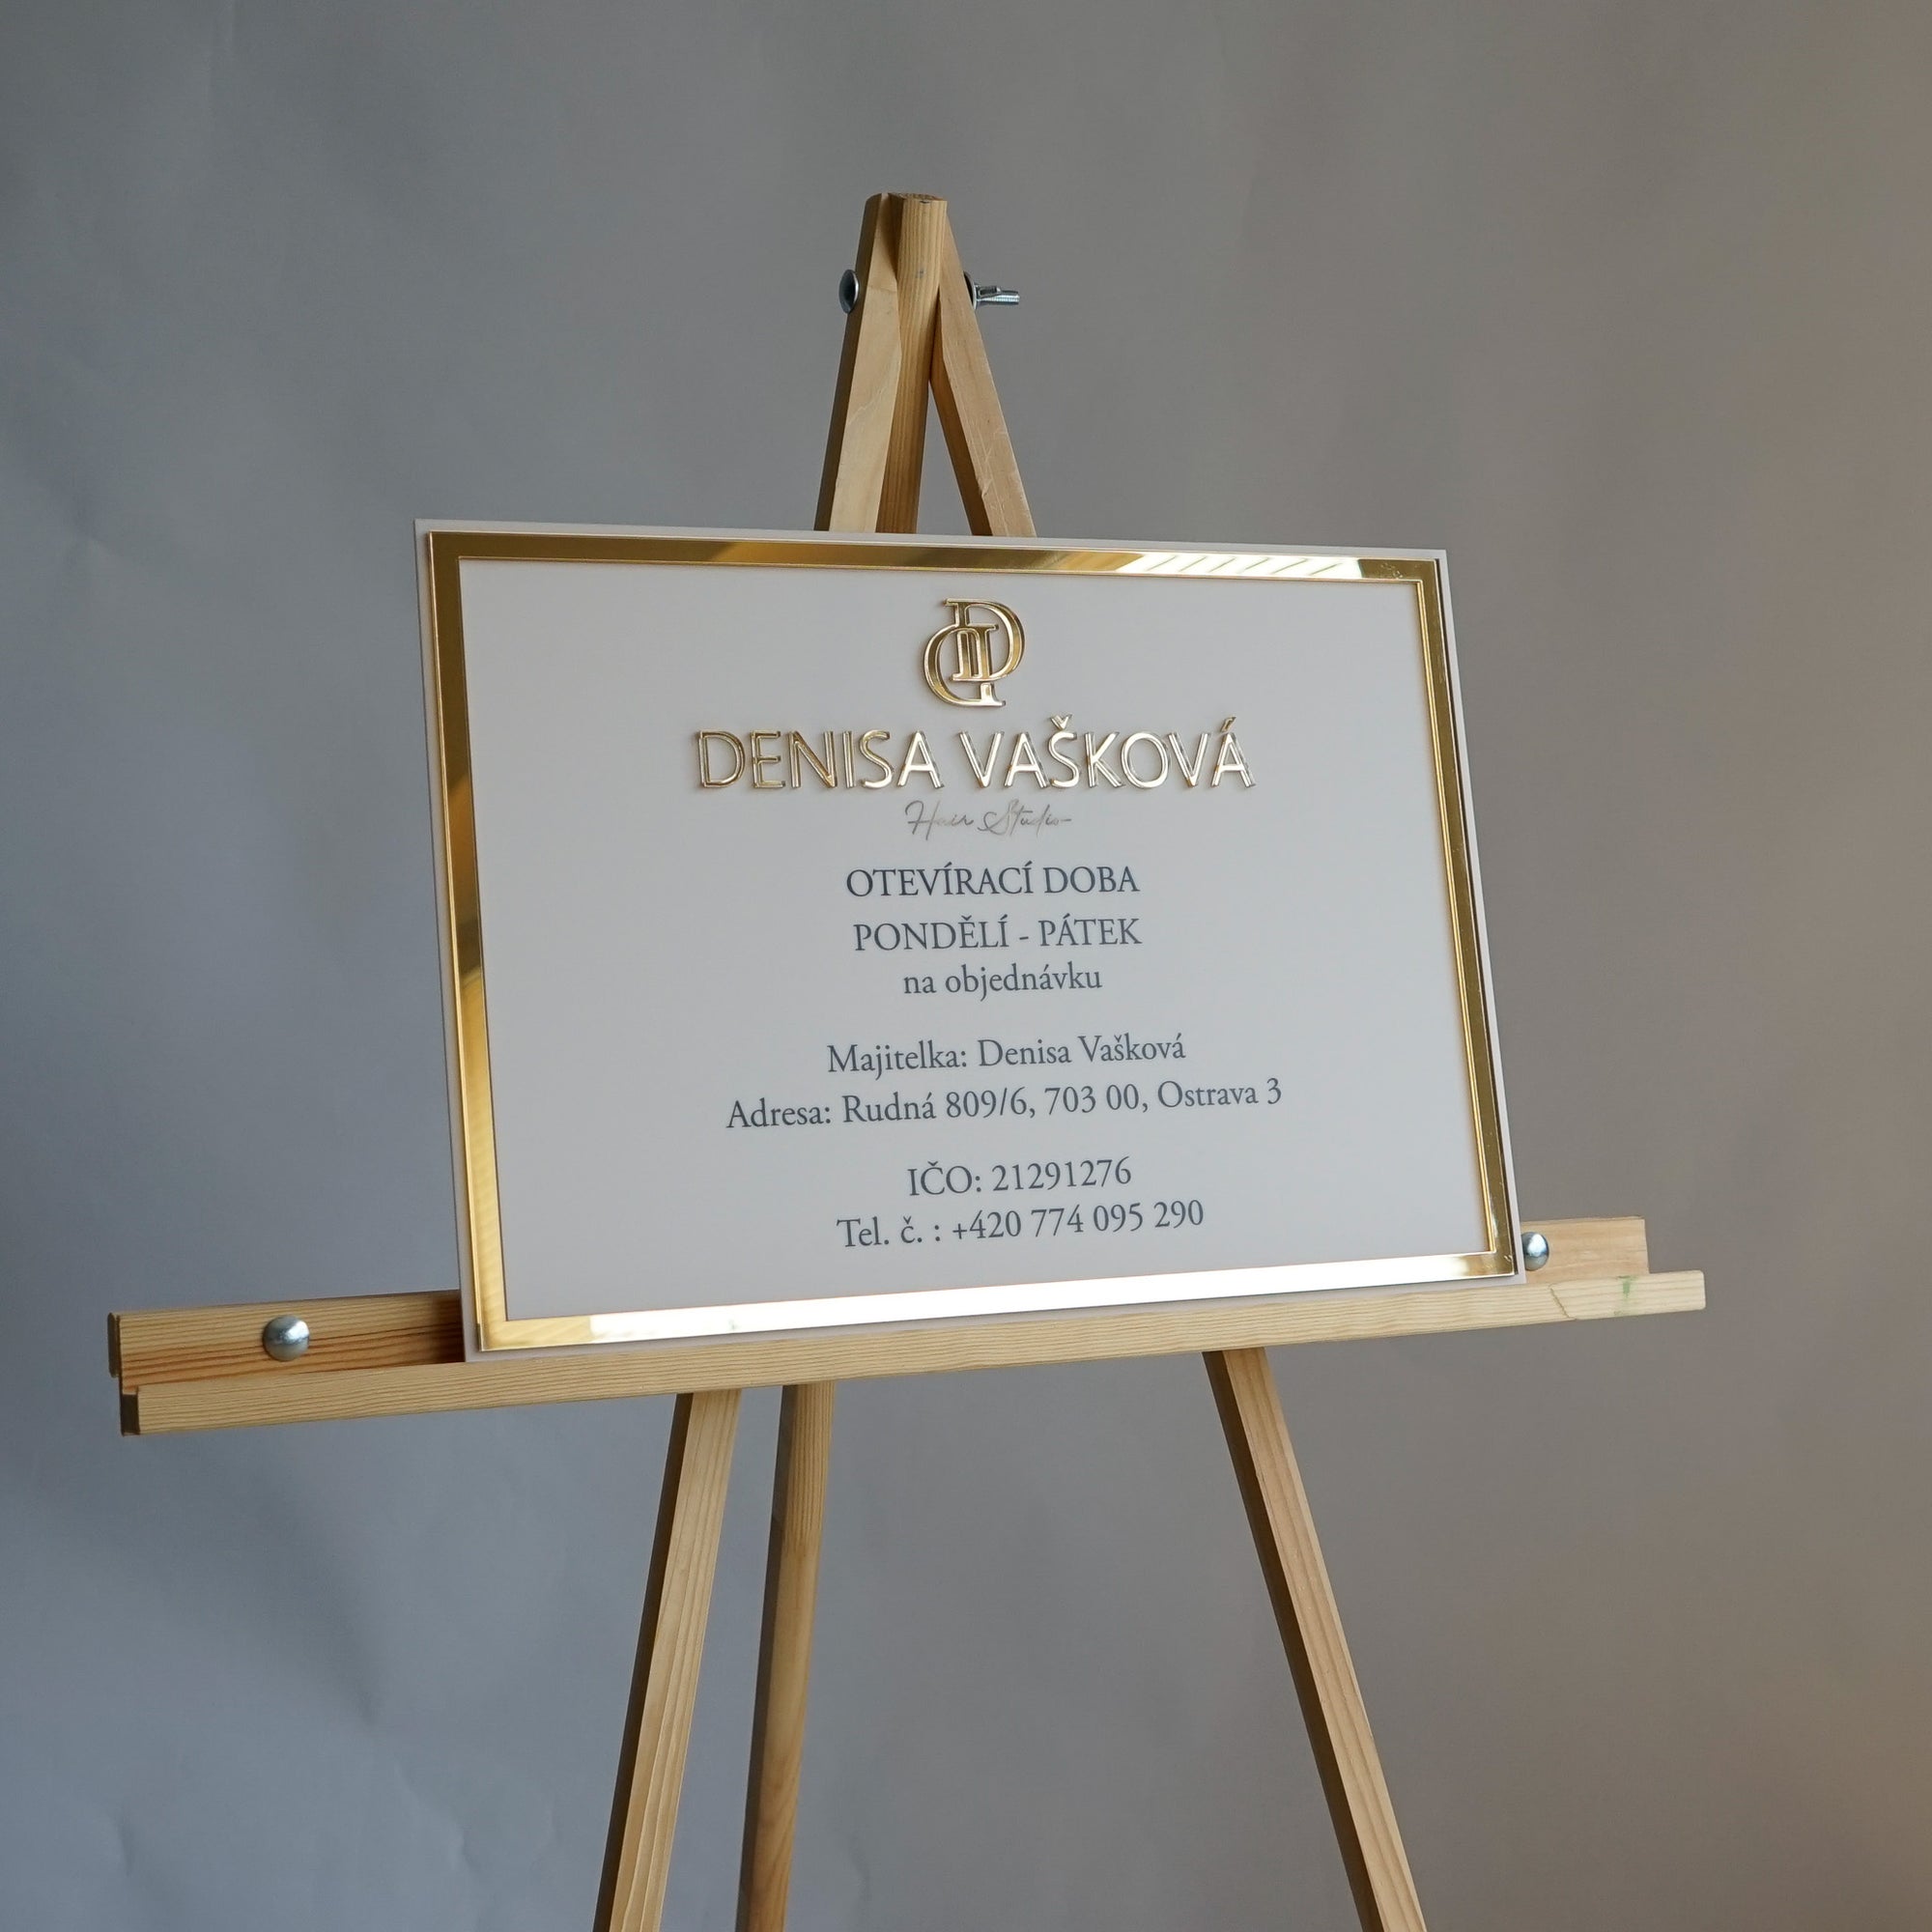 DENISA VAŠKOVÁ
Hair Studio
OTEVÍRACÍ DOBA
PONDĚLÍ - PÁTEK
na objednávku
Majitelka: Denisa Vašková
Adresa: Rudná 809/6, 703 00, Ostrava 3
IČO: 21291276
Tel. č. : +420 774 095 290